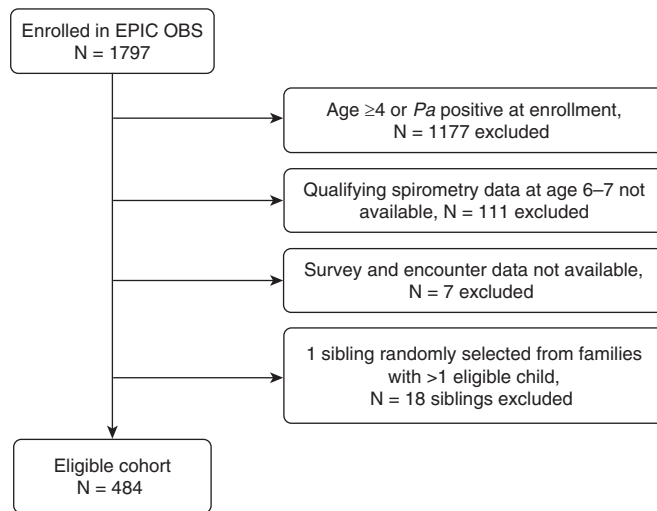 Enrolled in EPIC OBS
N = 1797
Age ≥4 or Pa positive at enrollment,
N = 1177 excluded
Qualifying spirometry data at age 6–7 not
available, N = 111 excluded
Survey and encounter data not available,
N = 7 excluded
1 sibling randomly selected from families
with >1 eligible child,
N = 18 siblings excluded
Eligible cohort
N = 484